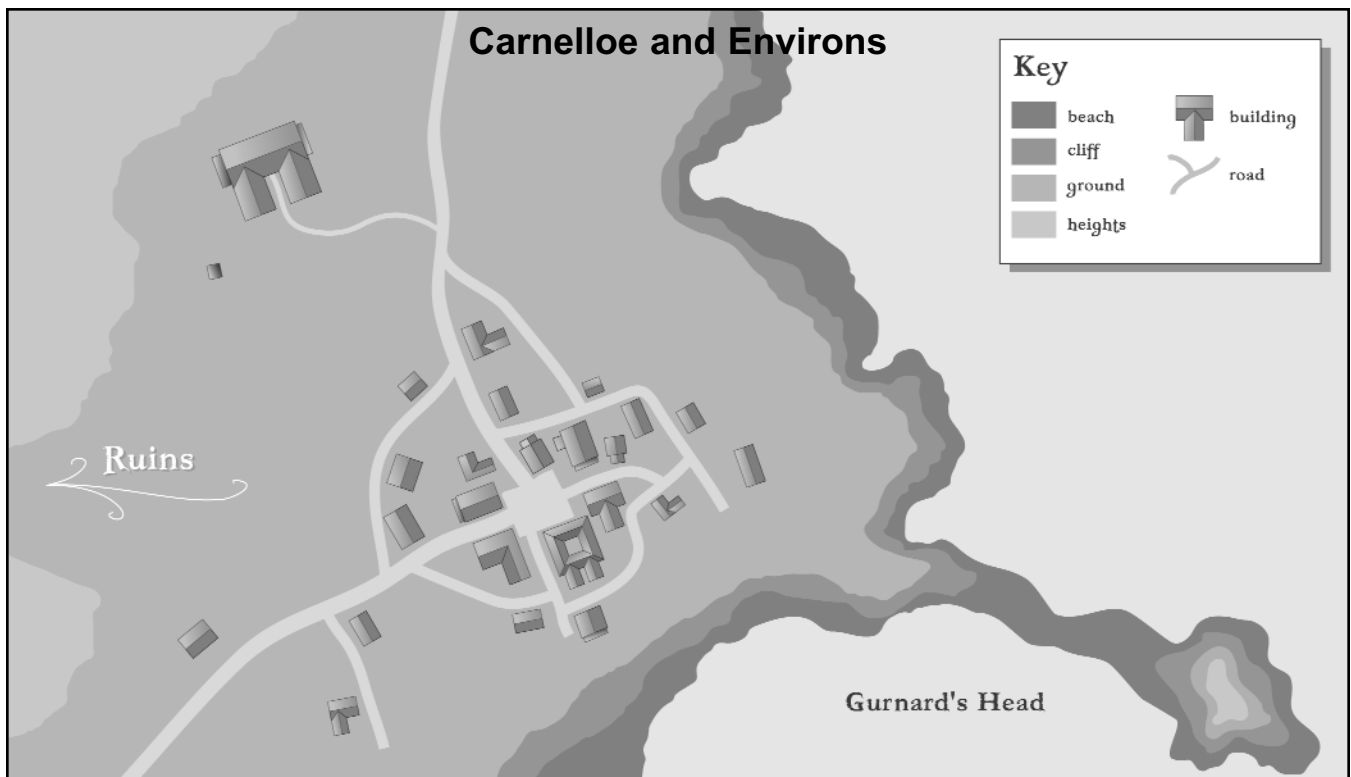 Carnelloe and Environs
Key
beach
cliff
ground
heights
building
road
Ruins
Gurnard's Head